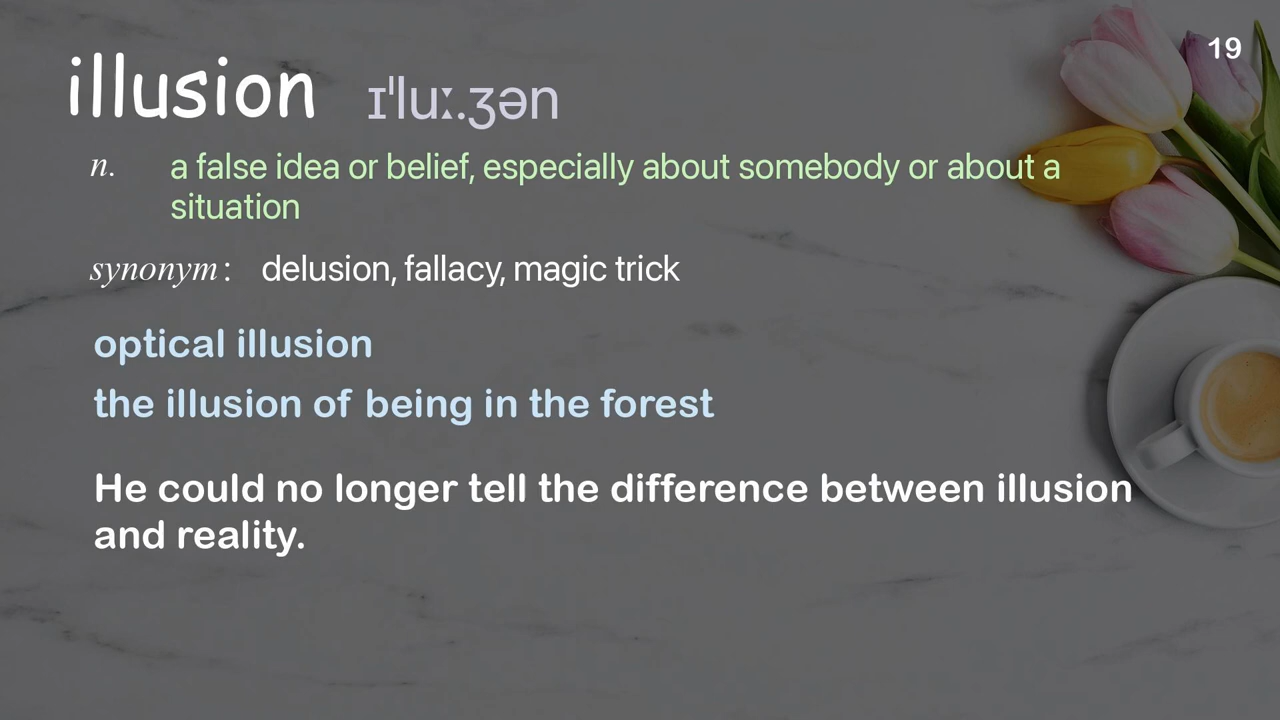 19
illusion ɪˈluː.ʒən
n. a false idea or belief, especially about somebody or about a
situation
synonym: delusion, fallacy, magic trick
optical illusion
the illusion of being in the forest
He could no longer tell the difference between illusion
and reality.